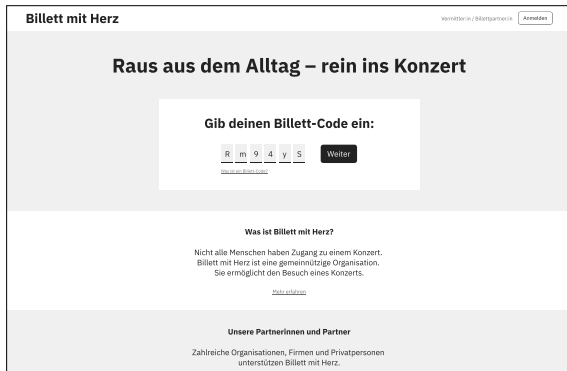 Billett mit Herz
Vermittler:in / Billettpartner:in
Anmelden
Raus aus dem Alltag – rein ins Konzert
Gib deinen Billett-Code ein:
R m 9 4 y S
Weiter
Was ist ein Billett-Code?
Was ist Billett mit Herz?
Nicht alle Menschen haben Zugang zu einem Konzert.
Billett mit Herz ist eine gemeinnützige Organisation.
Sie ermöglicht den Besuch eines Konzerts.
Mehr erfahren
Unsere Partnerinnen und Partner
Zahlreiche Organisationen, Firmen und Privatpersonen
unterstützen Billett mit Herz.